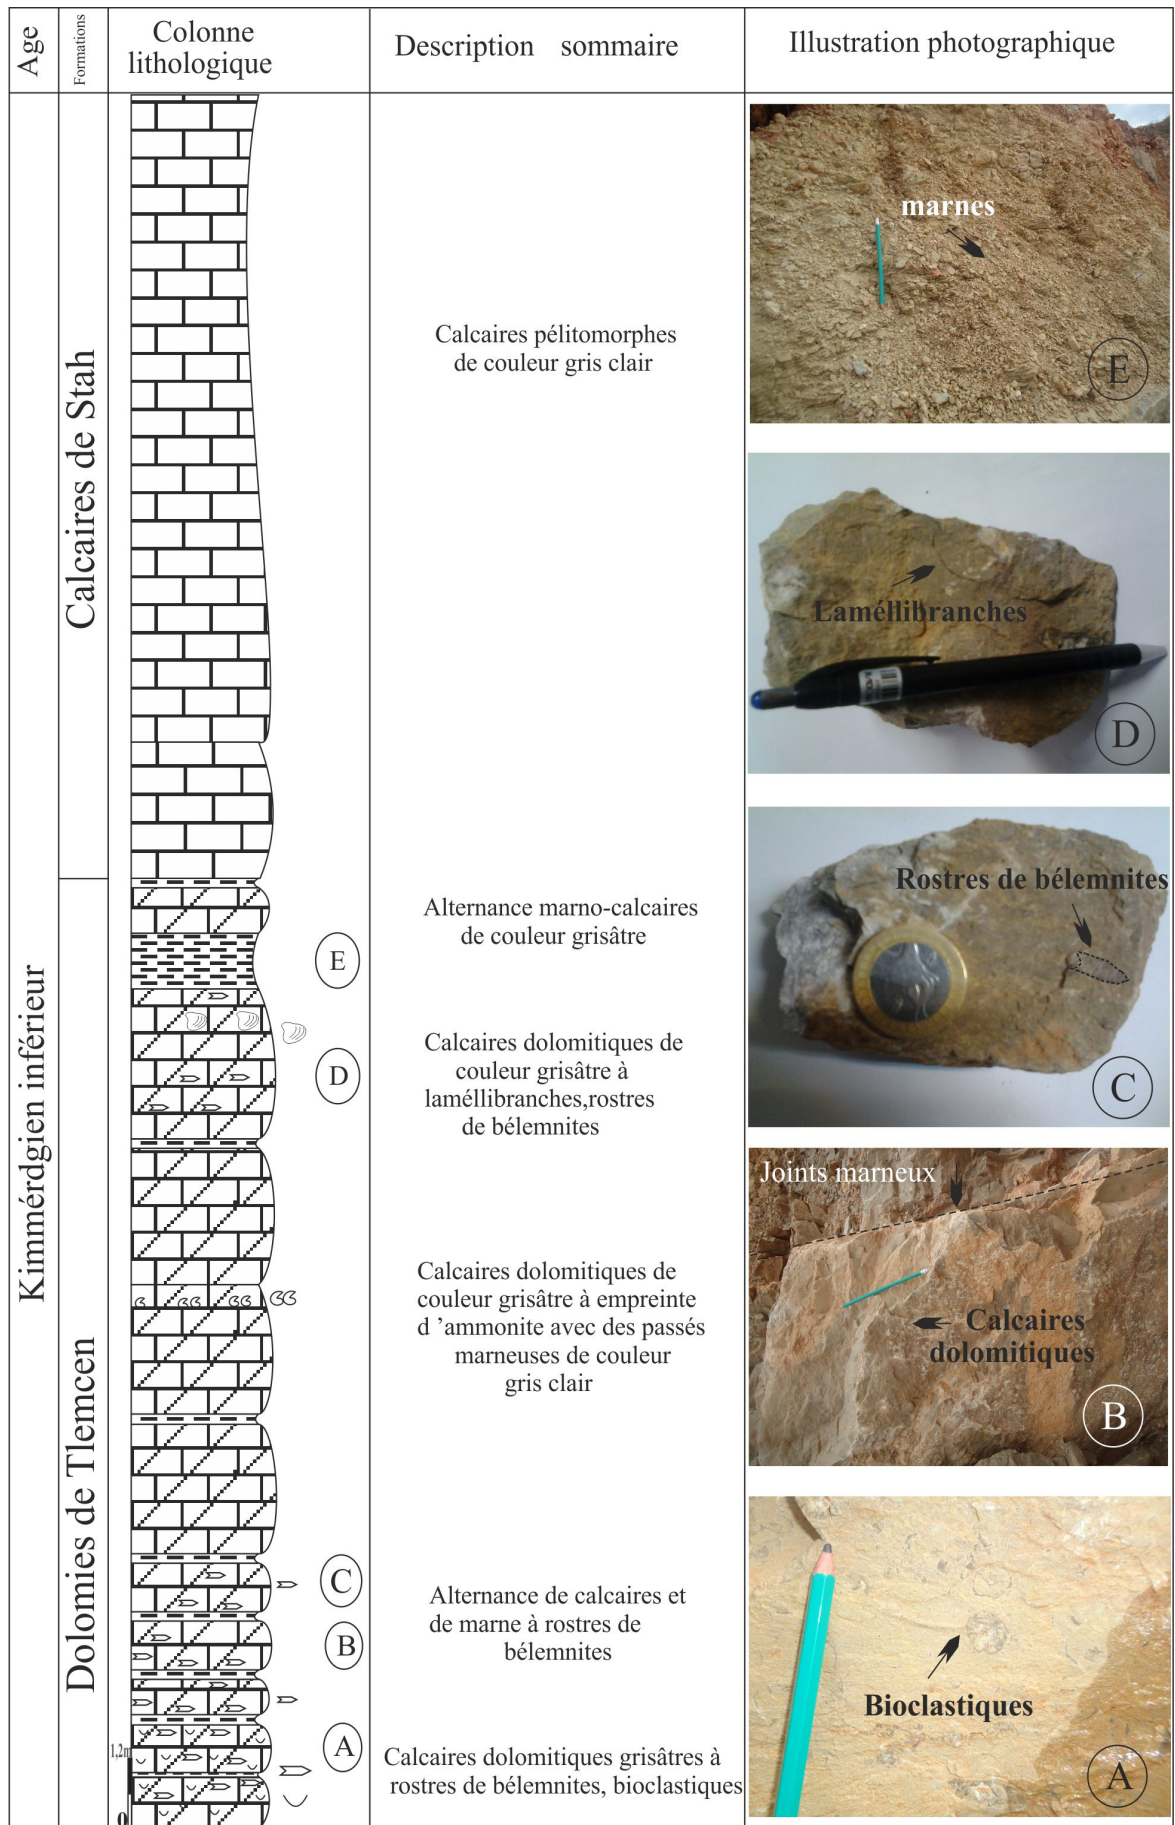 Age
Formations
Colonne
lithologique
Description sommaire
Illustration photographique
Kimmérdgien inférieur
Calcaires de Stah
Dolomies de Tlemcen
Calcaires pélitomorphes
de couleur gris clair
Alternance marno-calcaires
de couleur grisâtre
E
Calcaires dolomitiques de
couleur grisâtre à
laméllibranches,rostres
de bélemnites
D
Calcaires dolomitiques de
couleur grisâtre à empreinte
d ’ammonite avec des passés
marneuses de couleur
gris clair
C
Alternance de calcaires et
de marne à rostres de
bélemnites
B
A
Calcaires dolomitiques grisâtres à
rostres de bélemnites, bioclastiques
1,2m
0
marnes
E
Laméllibranches
D
Rostres de bélemnites
C
Joints marneux
Calcaires
dolomitiques
B
Bioclastiques
A